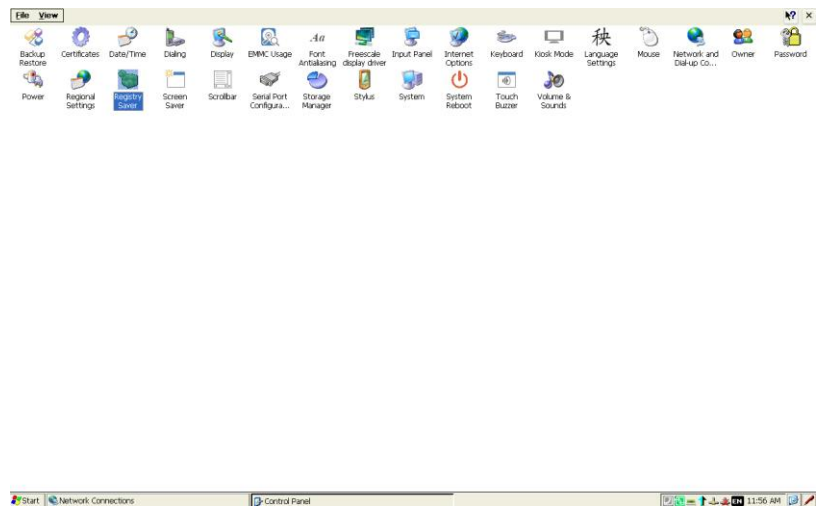 File View
Backup Restore
Certificates
Date/Time
Dialing
Display
EMMC Usage
Font Antialiasing
Freescale display driver
Input Panel
Internet Options
Keyboard
Kiosk Mode
秧
Language Settings
Mouse
Network and Dial-up Co...
Owner
Password
Power
Regional Settings
Registry Saver
Screen Saver
Scrollbar
Serial Port Configura...
Storage Manager
Stylus
System
System Reboot
Touch Buzzer
Volume & Sounds
Start Network Connections Control Panel EN 11:56 AM